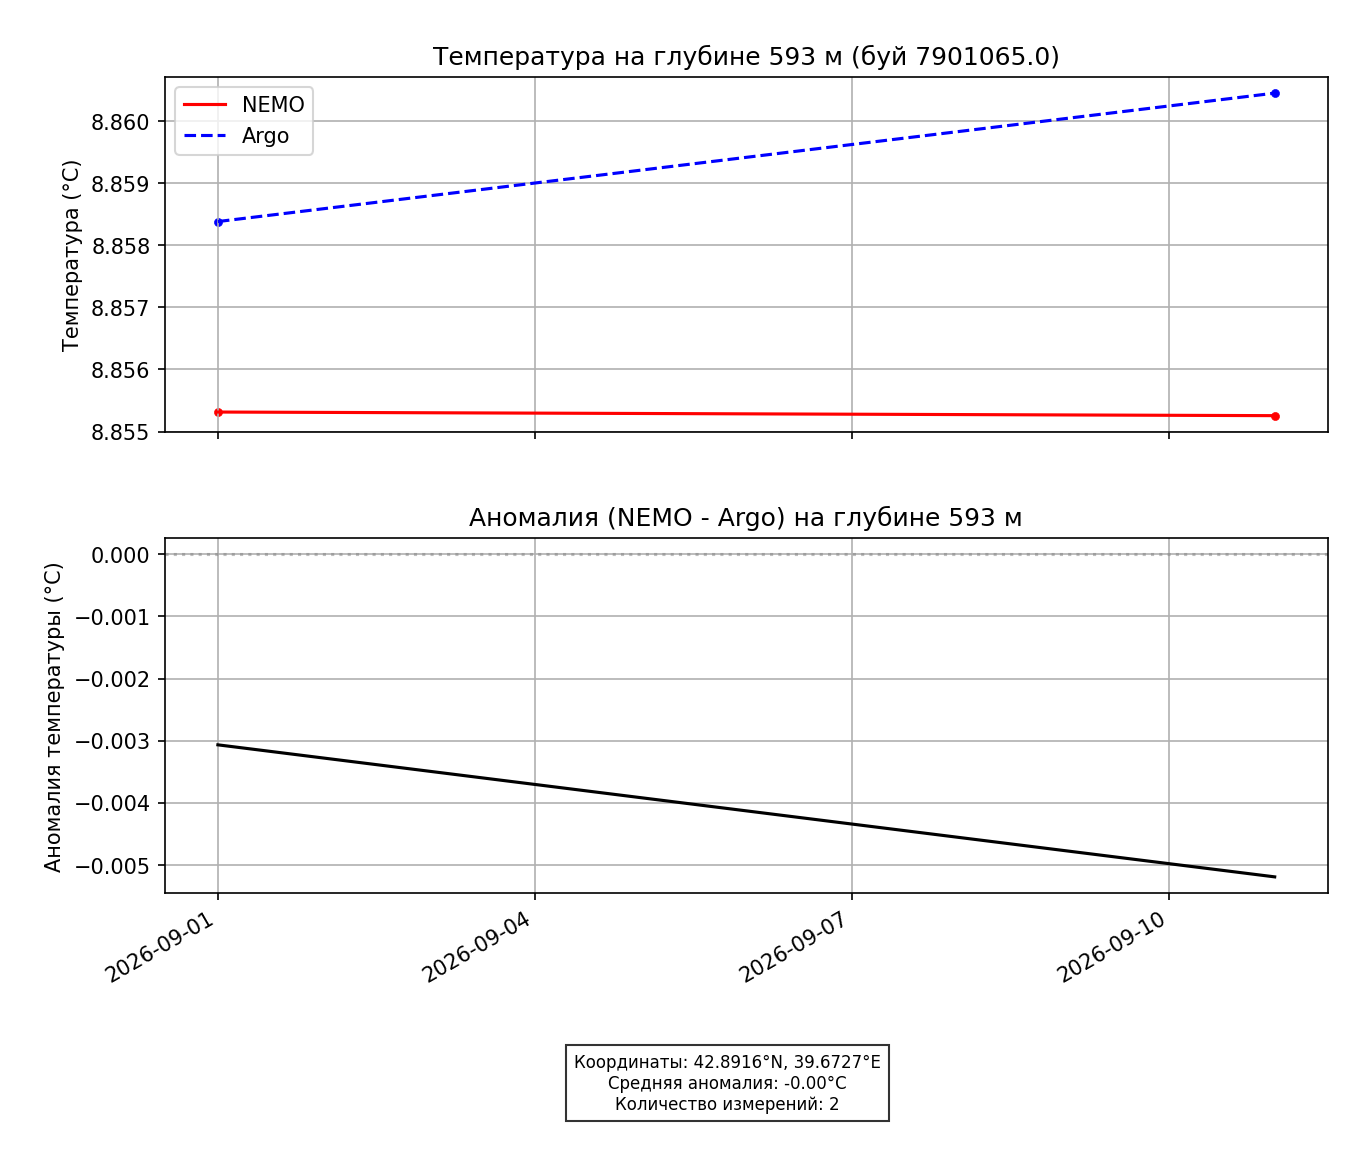 Температура на глубине 593 м (буй 7901065.0)
NEMO
Argo
Температура (°C)
8.860
8.859
8.858
8.857
8.856
8.855
Аномалия (NEMO - Argo) на глубине 593 м
Аномалия температуры (°C)
0.000
−0.001
−0.002
−0.003
−0.004
−0.005
2026-09-01
2026-09-04
2026-09-07
2026-09-10
Координаты: 42.8916°N, 39.6727°E
Средняя аномалия: -0.00°C
Количество измерений: 2